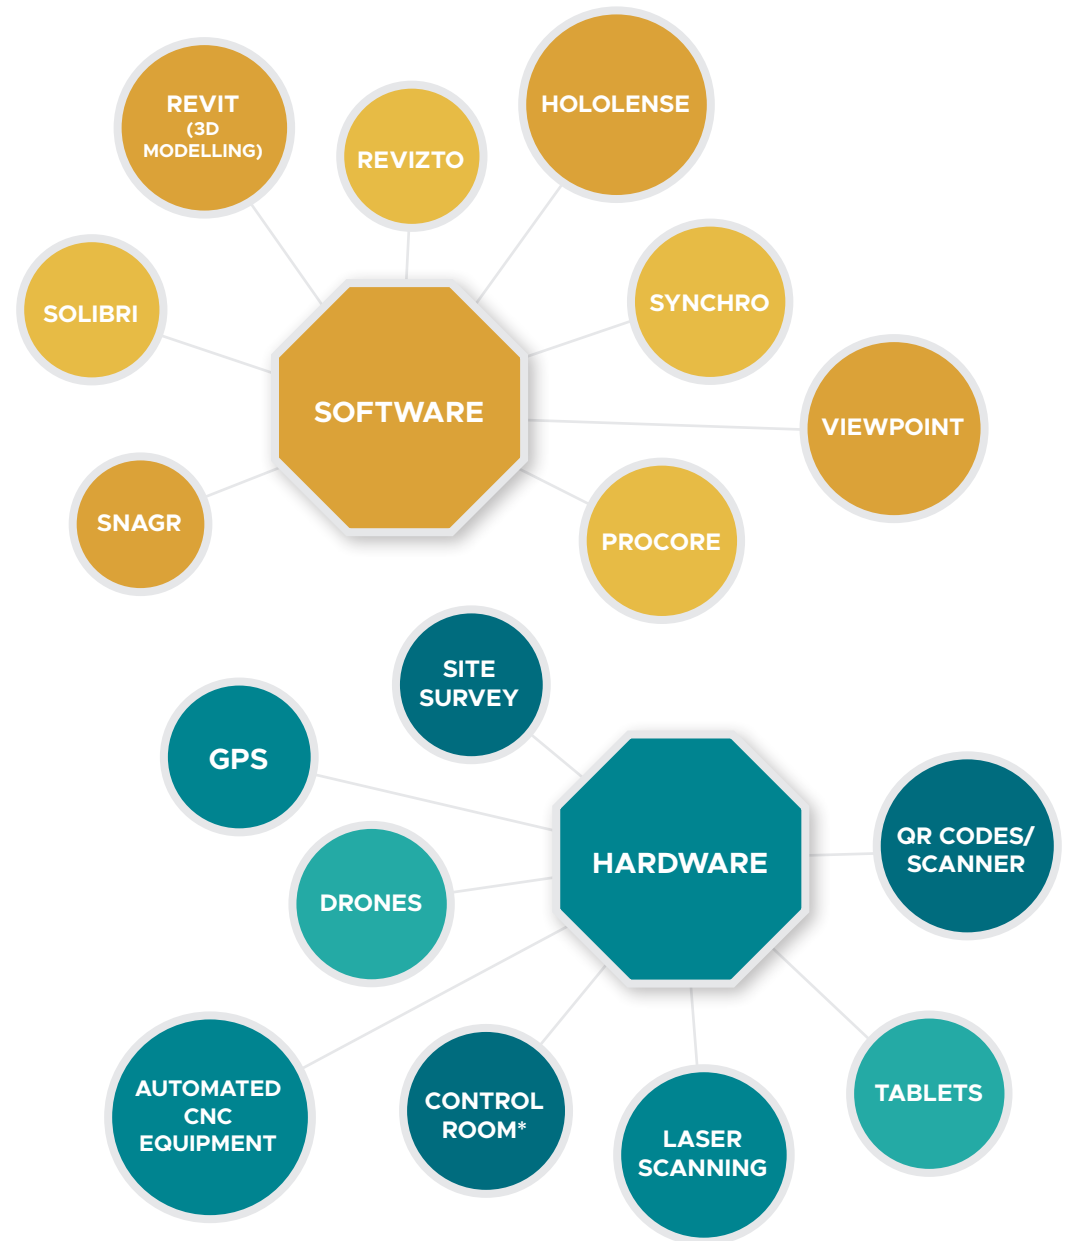 REVIT
(3D
MODELLING)
REVIZTO
HOLOLENSE
SOLIBRI
SYNCHRO
SOFTWARE
VIEWPOINT
SNAGR
PROCORE
SITE
SURVEY
GPS
HARDWARE
QR CODES/
SCANNER
DRONES
AUTOMATED
CNC
EQUIPMENT
CONTROL
ROOM*
LASER
SCANNING
TABLETS